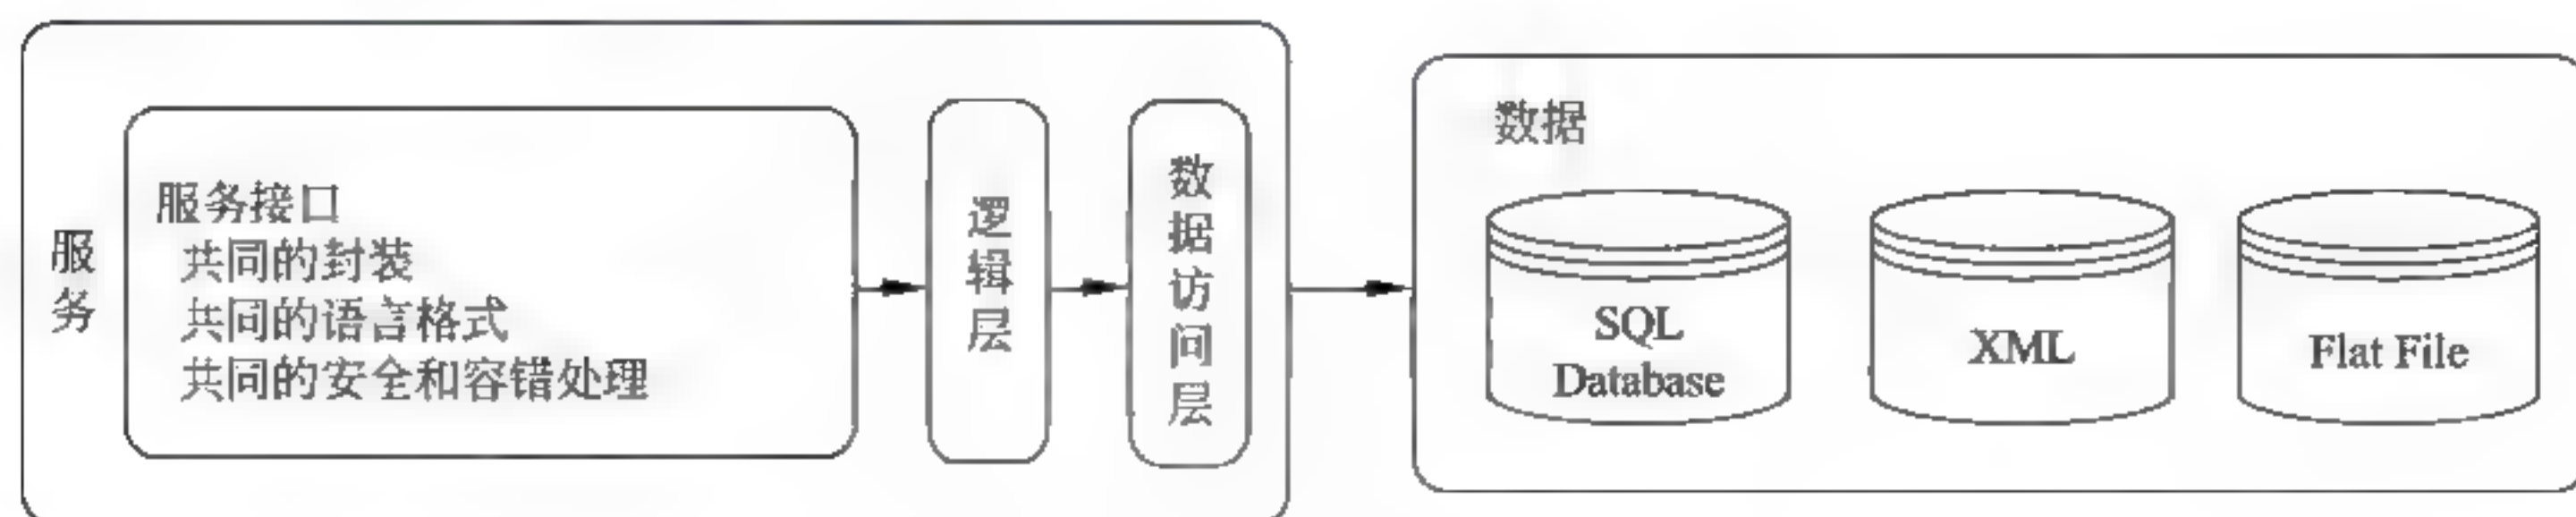 服务
服务接口
共同的封装
共同的语言格式
共同的安全和容错处理
逻辑层
数据访问层
数据
SQL
Database
XML
Flat File